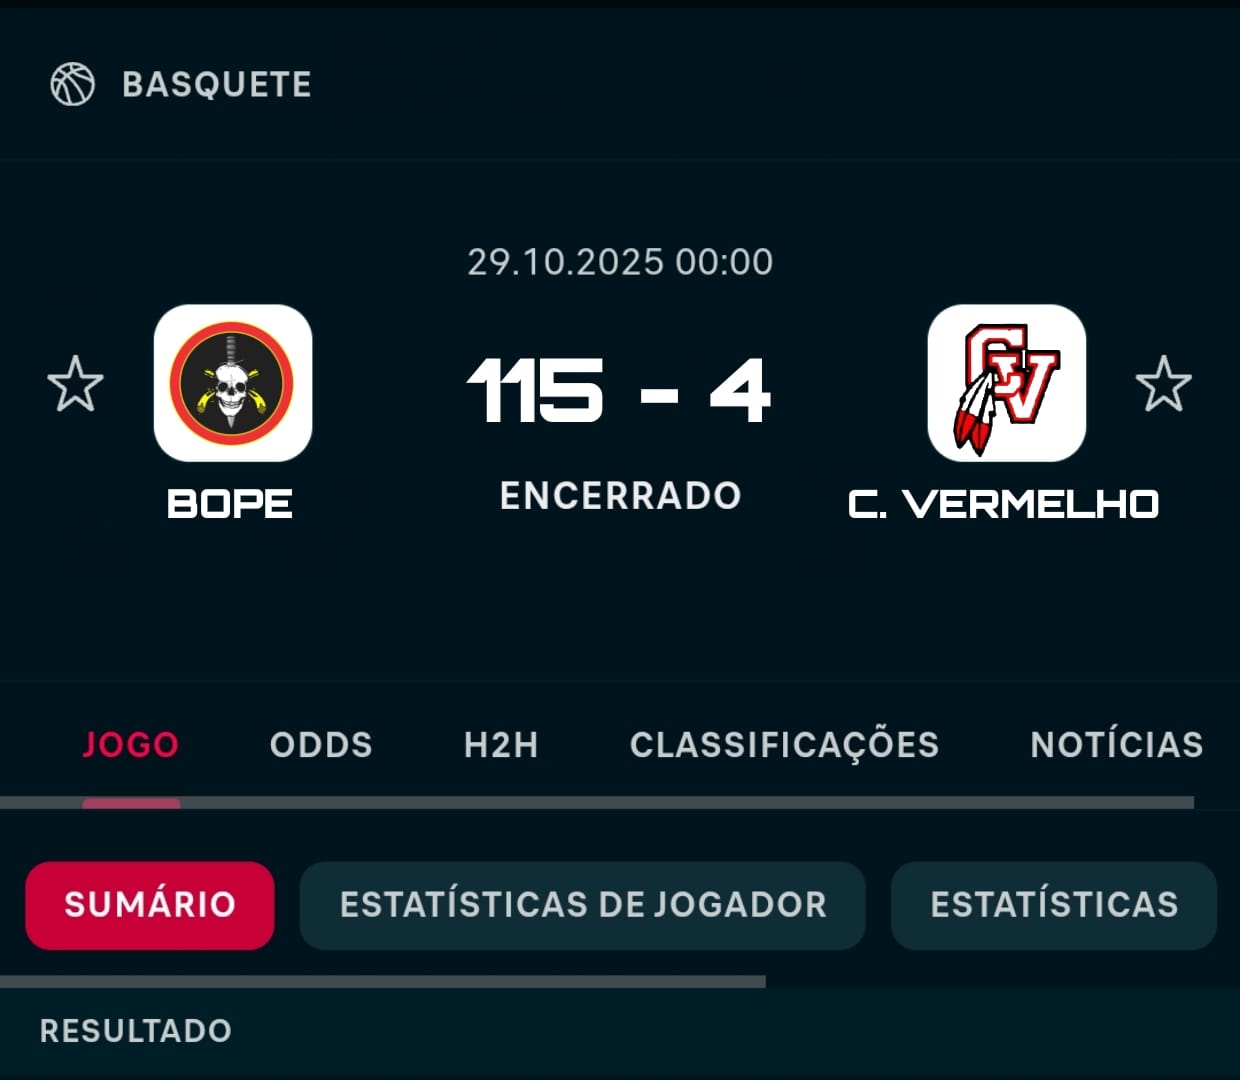 BASQUETE
29.10.2025 00:00
115 - 4
ENCERRADO
BOPE
CV
C. VERMELHO
JOGO ODDS H2H CLASSIFICAÇÕES NOTÍCIAS
SUMÁRIO ESTATÍSTICAS DE JOGADOR ESTATÍSTICAS
RESULTADO